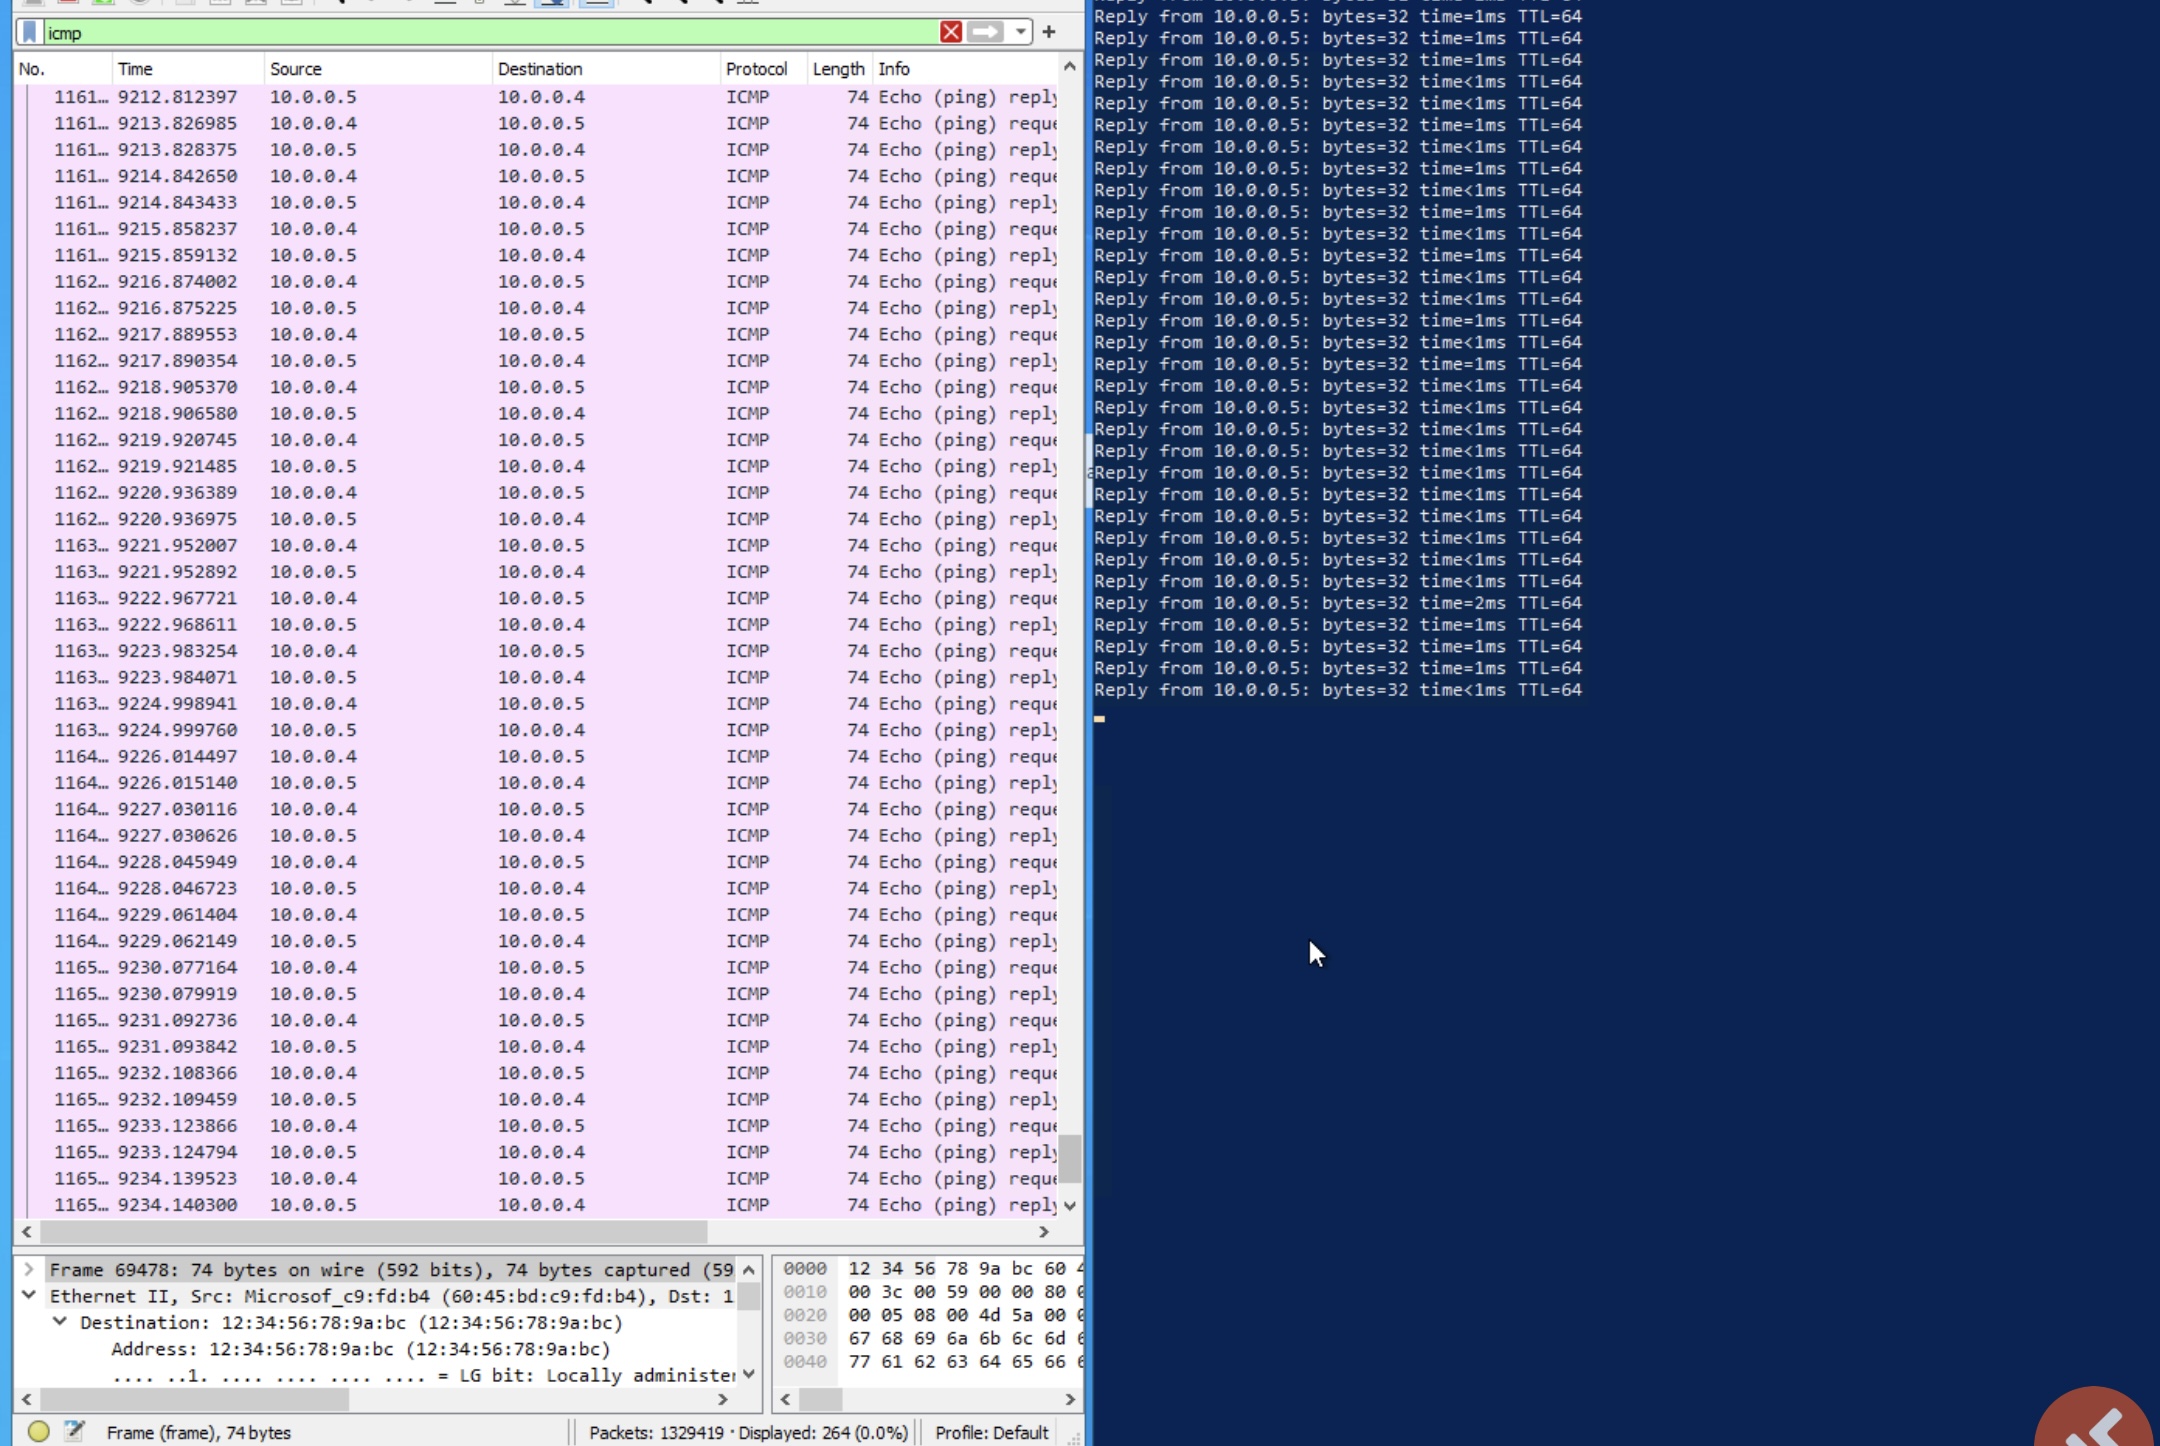 icmp
No. Time Source Destination Protocol Length Info
1161… 9212.812397 10.0.0.5 10.0.0.4 ICMP 74 Echo (ping) reply
1161… 9213.826985 10.0.0.4 10.0.0.5 ICMP 74 Echo (ping) reque
1161… 9213.828375 10.0.0.5 10.0.0.4 ICMP 74 Echo (ping) reply
1161… 9214.842650 10.0.0.4 10.0.0.5 ICMP 74 Echo (ping) reque
1161… 9214.843433 10.0.0.5 10.0.0.4 ICMP 74 Echo (ping) reply
1161… 9215.858237 10.0.0.4 10.0.0.5 ICMP 74 Echo (ping) reque
1161… 9215.859132 10.0.0.5 10.0.0.4 ICMP 74 Echo (ping) reply
1162… 9216.874002 10.0.0.4 10.0.0.5 ICMP 74 Echo (ping) reque
1162… 9216.875225 10.0.0.5 10.0.0.4 ICMP 74 Echo (ping) reply
1162… 9217.889553 10.0.0.4 10.0.0.5 ICMP 74 Echo (ping) reque
1162… 9217.890354 10.0.0.5 10.0.0.4 ICMP 74 Echo (ping) reply
1162… 9218.905370 10.0.0.4 10.0.0.5 ICMP 74 Echo (ping) reque
1162… 9218.906580 10.0.0.5 10.0.0.4 ICMP 74 Echo (ping) reply
1162… 9219.920745 10.0.0.4 10.0.0.5 ICMP 74 Echo (ping) reque
1162… 9219.921485 10.0.0.5 10.0.0.4 ICMP 74 Echo (ping) reply
1162… 9220.936389 10.0.0.4 10.0.0.5 ICMP 74 Echo (ping) reque
1162… 9220.936975 10.0.0.5 10.0.0.4 ICMP 74 Echo (ping) reply
1163… 9221.952007 10.0.0.4 10.0.0.5 ICMP 74 Echo (ping) reque
1163… 9221.952892 10.0.0.5 10.0.0.4 ICMP 74 Echo (ping) reply
1163… 9222.967721 10.0.0.4 10.0.0.5 ICMP 74 Echo (ping) reque
1163… 9222.968611 10.0.0.5 10.0.0.4 ICMP 74 Echo (ping) reply
1163… 9223.983254 10.0.0.4 10.0.0.5 ICMP 74 Echo (ping) reque
1163… 9223.984071 10.0.0.5 10.0.0.4 ICMP 74 Echo (ping) reply
1163… 9224.998941 10.0.0.4 10.0.0.5 ICMP 74 Echo (ping) reque
1163… 9224.999760 10.0.0.5 10.0.0.4 ICMP 74 Echo (ping) reply
1164… 9226.014497 10.0.0.4 10.0.0.5 ICMP 74 Echo (ping) reque
1164… 9226.015140 10.0.0.5 10.0.0.4 ICMP 74 Echo (ping) reply
1164… 9227.030116 10.0.0.4 10.0.0.5 ICMP 74 Echo (ping) reque
1164… 9227.030626 10.0.0.5 10.0.0.4 ICMP 74 Echo (ping) reply
1164… 9228.045949 10.0.0.4 10.0.0.5 ICMP 74 Echo (ping) reque
1164… 9228.046723 10.0.0.5 10.0.0.4 ICMP 74 Echo (ping) reply
1164… 9229.061404 10.0.0.4 10.0.0.5 ICMP 74 Echo (ping) reque
1164… 9229.062149 10.0.0.5 10.0.0.4 ICMP 74 Echo (ping) reply
1165… 9230.077164 10.0.0.4 10.0.0.5 ICMP 74 Echo (ping) reque
1165… 9230.079919 10.0.0.5 10.0.0.4 ICMP 74 Echo (ping) reply
1165… 9231.092736 10.0.0.4 10.0.0.5 ICMP 74 Echo (ping) reque
1165… 9231.093842 10.0.0.5 10.0.0.4 ICMP 74 Echo (ping) reply
1165… 9232.108366 10.0.0.4 10.0.0.5 ICMP 74 Echo (ping) reque
1165… 9232.109459 10.0.0.5 10.0.0.4 ICMP 74 Echo (ping) reply
1165… 9233.123866 10.0.0.4 10.0.0.5 ICMP 74 Echo (ping) reque
1165… 9233.124794 10.0.0.5 10.0.0.4 ICMP 74 Echo (ping) reply
1165… 9234.139523 10.0.0.4 10.0.0.5 ICMP 74 Echo (ping) reque
1165… 9234.140300 10.0.0.5 10.0.0.4 ICMP 74 Echo (ping) reply
Frame 69478: 74 bytes on wire (592 bits), 74 bytes captured (59
Ethernet II, Src: Microsof_c9:fd:b4 (60:45:bd:c9:fd:b4), Dst: 1
Destination: 12:34:56:78:9a:bc (12:34:56:78:9a:bc)
Address: 12:34:56:78:9a:bc (12:34:56:78:9a:bc)
.... ..1. .... .... .... .... = LG bit: Locally administer
0000 12 34 56 78 9a bc 60 4
0010 00 3c 00 59 00 00 80 0
0020 00 05 08 00 4d 5a 00 0
0030 67 68 69 6a 6b 6c 6d 6
0040 77 61 62 63 64 65 66 6
Frame (frame), 74 bytes
Packets: 1329419 · Displayed: 264 (0.0%)
Profile: Default
Reply from 10.0.0.5: bytes=32 time=1ms TTL=64
Reply from 10.0.0.5: bytes=32 time=1ms TTL=64
Reply from 10.0.0.5: bytes=32 time=1ms TTL=64
Reply from 10.0.0.5: bytes=32 time<1ms TTL=64
Reply from 10.0.0.5: bytes=32 time<1ms TTL=64
Reply from 10.0.0.5: bytes=32 time=1ms TTL=64
Reply from 10.0.0.5: bytes=32 time<1ms TTL=64
Reply from 10.0.0.5: bytes=32 time=1ms TTL=64
Reply from 10.0.0.5: bytes=32 time<1ms TTL=64
Reply from 10.0.0.5: bytes=32 time=1ms TTL=64
Reply from 10.0.0.5: bytes=32 time<1ms TTL=64
Reply from 10.0.0.5: bytes=32 time=1ms TTL=64
Reply from 10.0.0.5: bytes=32 time<1ms TTL=64
Reply from 10.0.0.5: bytes=32 time<1ms TTL=64
Reply from 10.0.0.5: bytes=32 time=1ms TTL=64
Reply from 10.0.0.5: bytes=32 time<1ms TTL=64
Reply from 10.0.0.5: bytes=32 time=1ms TTL=64
Reply from 10.0.0.5: bytes=32 time<1ms TTL=64
Reply from 10.0.0.5: bytes=32 time<1ms TTL=64
Reply from 10.0.0.5: bytes=32 time<1ms TTL=64
Reply from 10.0.0.5: bytes=32 time<1ms TTL=64
Reply from 10.0.0.5: bytes=32 time<1ms TTL=64
Reply from 10.0.0.5: bytes=32 time<1ms TTL=64
Reply from 10.0.0.5: bytes=32 time<1ms TTL=64
Reply from 10.0.0.5: bytes=32 time<1ms TTL=64
Reply from 10.0.0.5: bytes=32 time<1ms TTL=64
Reply from 10.0.0.5: bytes=32 time<1ms TTL=64
Reply from 10.0.0.5: bytes=32 time=2ms TTL=64
Reply from 10.0.0.5: bytes=32 time=1ms TTL=64
Reply from 10.0.0.5: bytes=32 time=1ms TTL=64
Reply from 10.0.0.5: bytes=32 time=1ms TTL=64
Reply from 10.0.0.5: bytes=32 time<1ms TTL=64